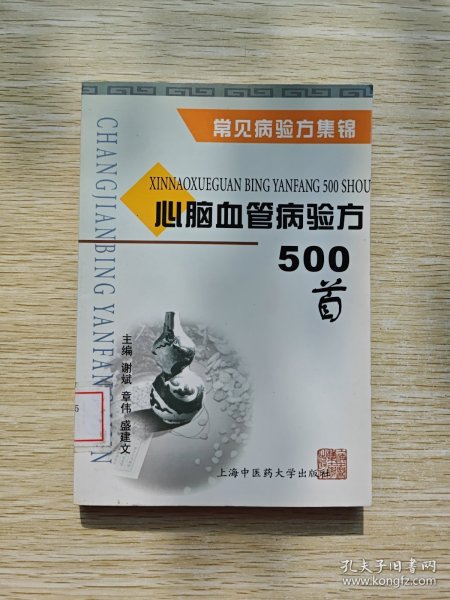 常见病验方集锦
XINNAOXUEGUAN BING YANFANG 500 SHOU
心脑血管病验方
500
首
CHANGJIANBING YANFAN
N
主编 谢斌 章伟 盛建文
5
上海中医药大学出版社
孔夫子旧书网
www.kongfz.com